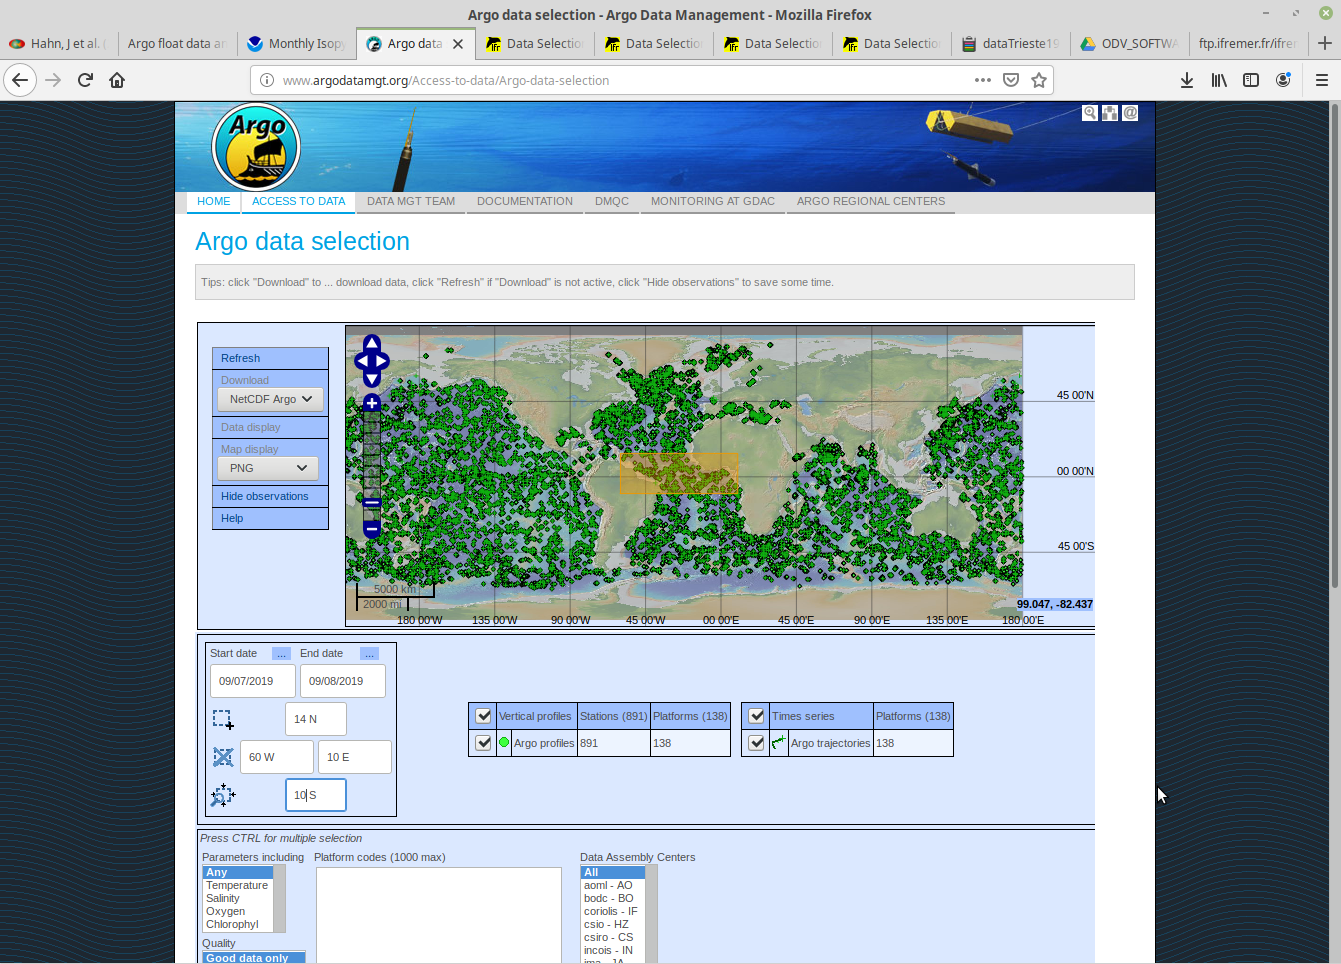 Argo data selection - Argo Data Management - Mozilla Firefox
Hahn, J et al. (
Argo float data an
Monthly Isopy
Argo data
Data Selectio
Data Selectio
Data Selectio
Data Selectio
dataTrieste19
ODV_SOFTWA
ftp.ifremer.fr/ifre
www.argodatamgt.org/Access-to-data/Argo-data-selection
Argo
HOME
ACCESS TO DATA
DATA MGT TEAM
DOCUMENTATION
DMQC
MONITORING AT GDAC
ARGO REGIONAL CENTERS
Argo data selection
Tips: click "Download" to ... download data, click "Refresh" if "Download" is not active, click "Hide observations" to save some time.
Refresh
Download
NetCDF Argo
Data display
Map display
PNG
Hide observations
Help
45 00'N
00 00'N
45 00'S
99.047, -82.437
5000 km
2000 mi
180 00'W
135 00'W
90 00'W
45 00'W
00 00'E
45 00'E
90 00'E
135 00'E
180 00'E
Start date
...
End date
...
09/07/2019
09/08/2019
14 N
60 W
10 E
10 S
Vertical profiles
Stations (891)
Platforms (138)
Argo profiles
891
138
Times series
Platforms (138)
Argo trajectories
138
Press CTRL for multiple selection
Parameters including
Any
Temperature
Salinity
Oxygen
Chlorophyl
Quality
Good data only
Platform codes (1000 max)
Data Assembly Centers
All
aoml - AO
bodc - BO
coriolis - IF
csio - HZ
csiro - CS
incois - IN